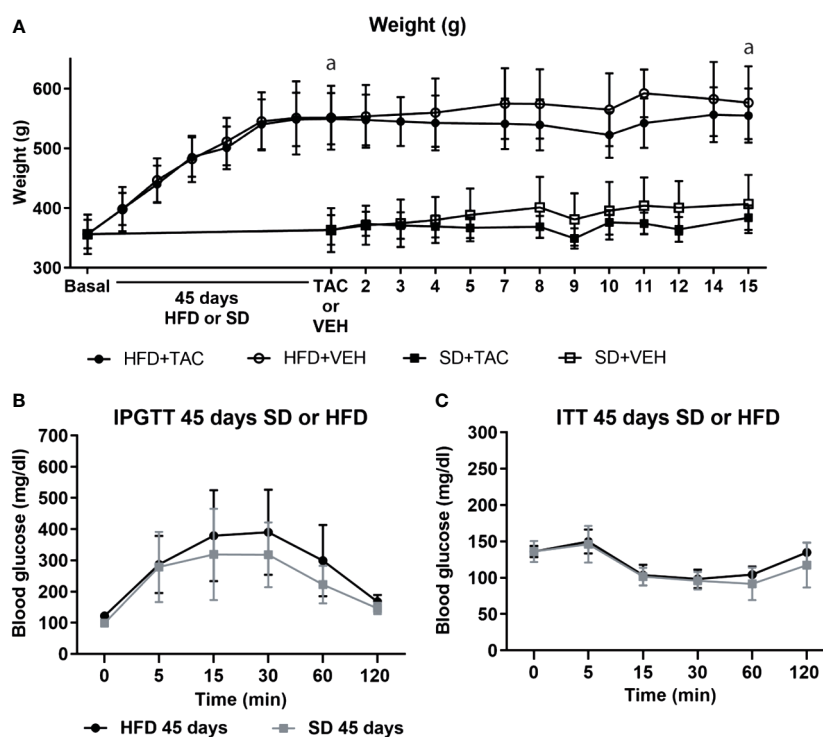 A
Weight (g)
a
a
Weight (g)
600
500
400
300
Basal
45 days
HFD or SD
TAC
or
VEH
2 3 4 5 7 8 9 10 11 12 14 15
HFD+TAC HFD+VEH SD+TAC SD+VEH
B
IPGTT 45 days SD or HFD
Blood glucose (mg/dl)
700
600
500
400
300
200
100
0
0 5 15 30 60 120
Time (min)
HFD 45 days SD 45 days
C
ITT 45 days SD or HFD
Blood glucose (mg/dl)
300
250
200
150
100
50
0
0 5 15 30 60 120
Time (min)